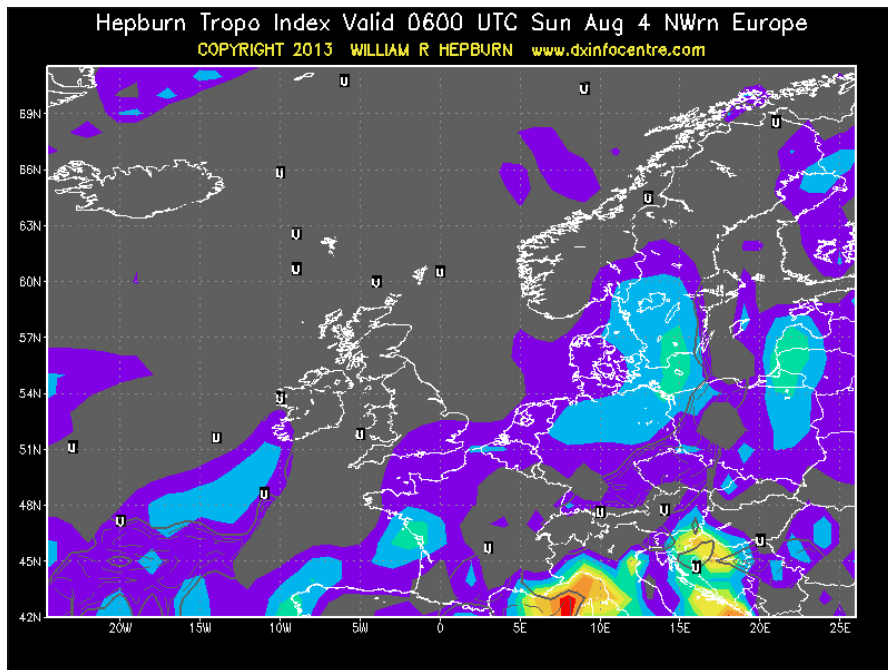 Hepburn Tropo Index Valid 0600 UTC Sun Aug 4 NWrn Europe
COPYRIGHT 2013 WILLIAM R HEPBURN www.dxinfocentre.com
U U
69N U
66N U
U
63N U
60N U U U
57N
54N U
51N U U U
48N U
U U U U
45N U U
42N
20W 15W 10W 5W 0 5E 10E 15E 20E 25E